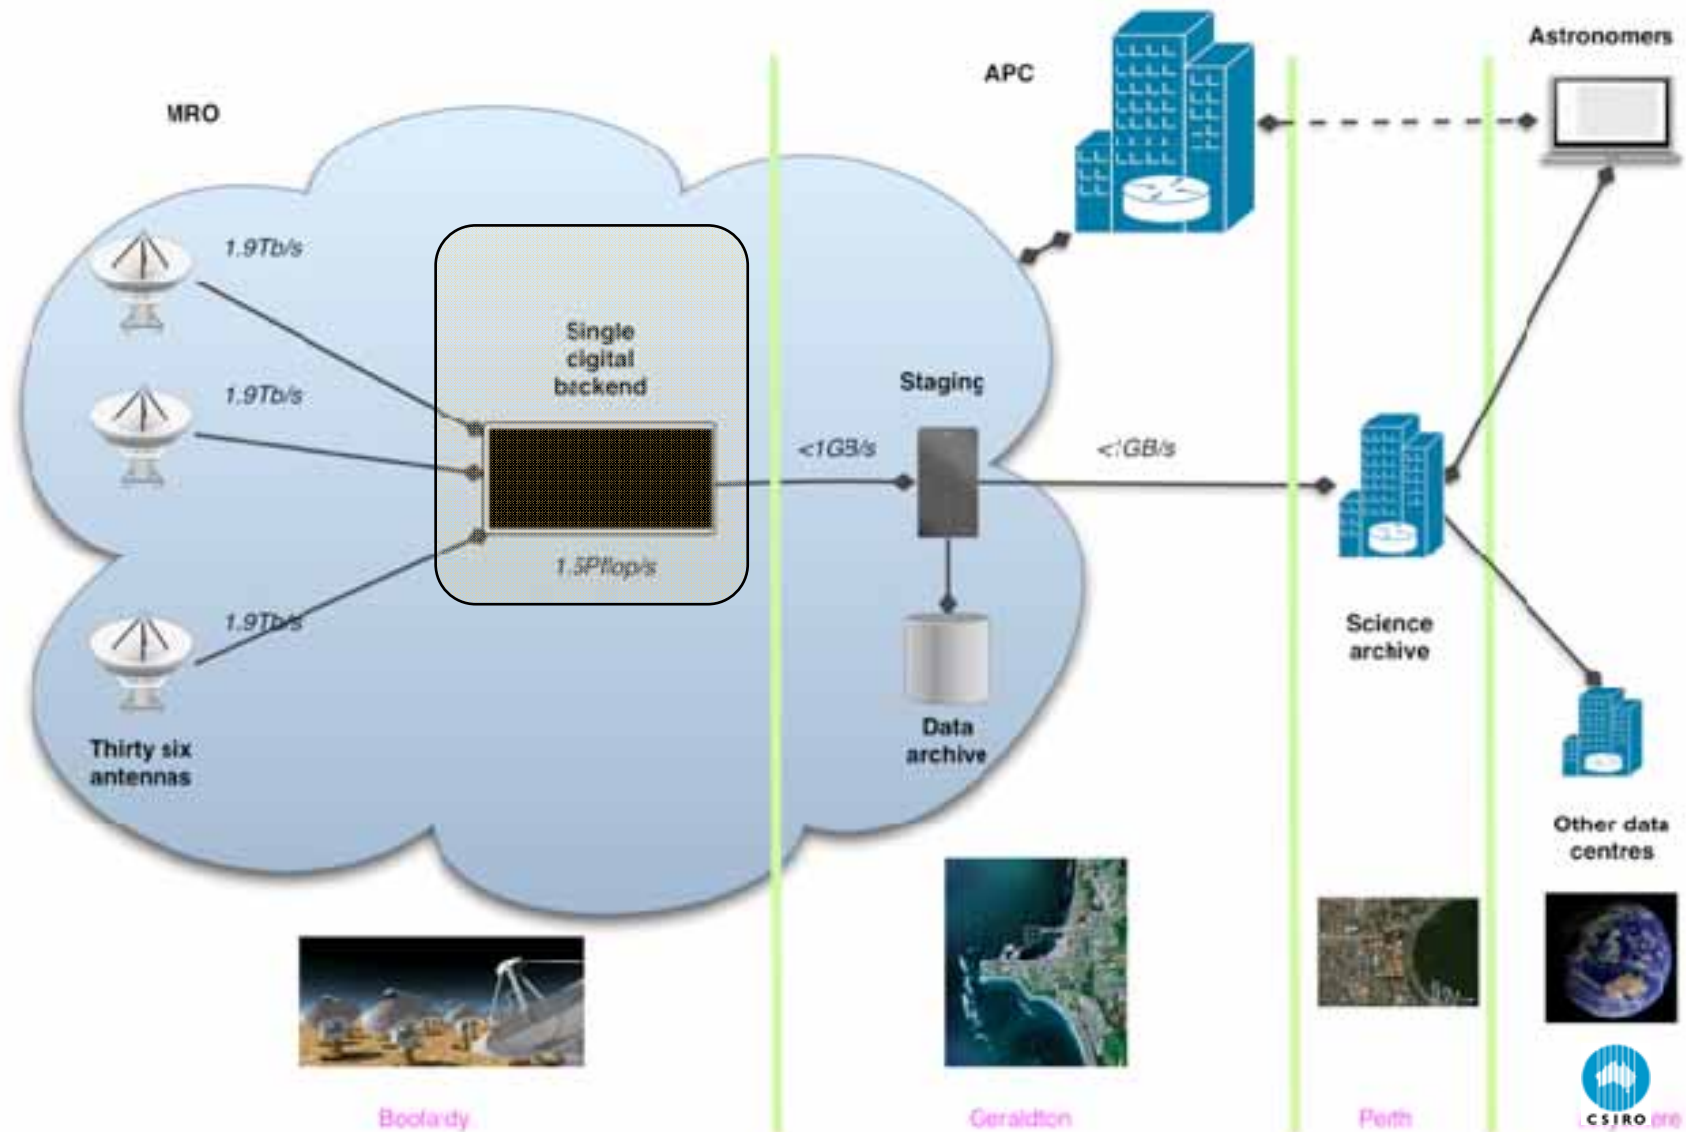 MRO
APC
Astronomers
1.9Tb/s
Single
digital
backend
1.9Tb/s
Staging
<1GB/s
GB/s
1.5Pflop/s
1.9Tb/s
Science
archive
Thirty six
antennas
Data
archive
Other data
centres
Boolardy
Geraldton
Perth
CSIRO